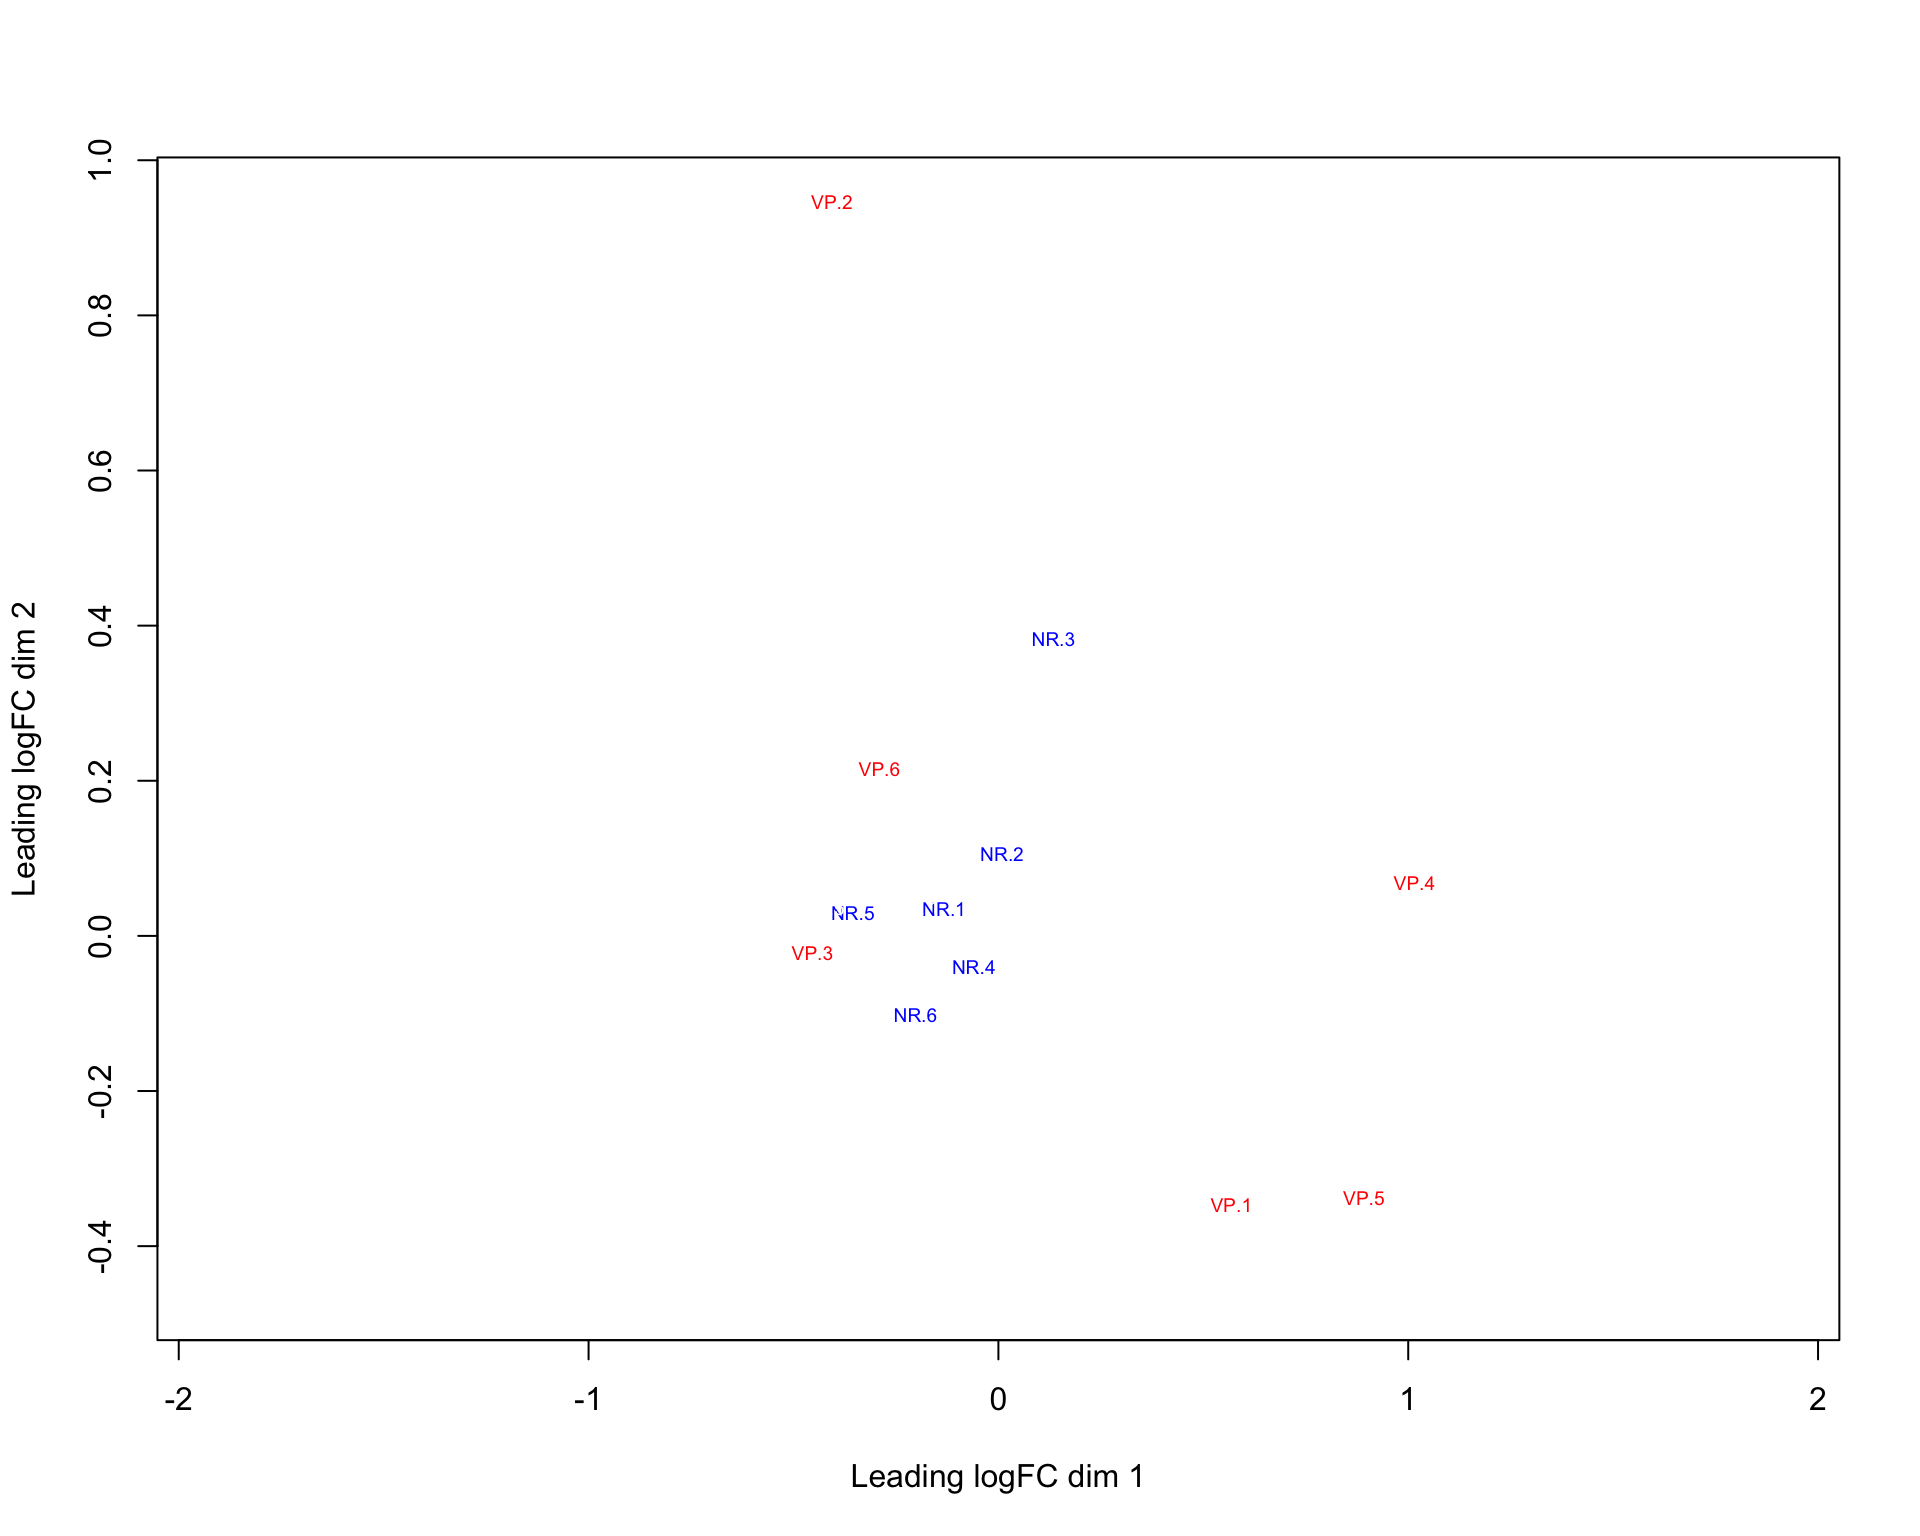 1.0
0.8
0.6
0.4
0.2
0.0
-0.2
-0.4
Leading logFC dim 2
VP.2
NR.3
VP.6
NR.2
VP.4
NR.1
NR.5
VP.3
NR.4
NR.6
VP.5
VP.1
-2
-1
0
1
2
Leading logFC dim 1